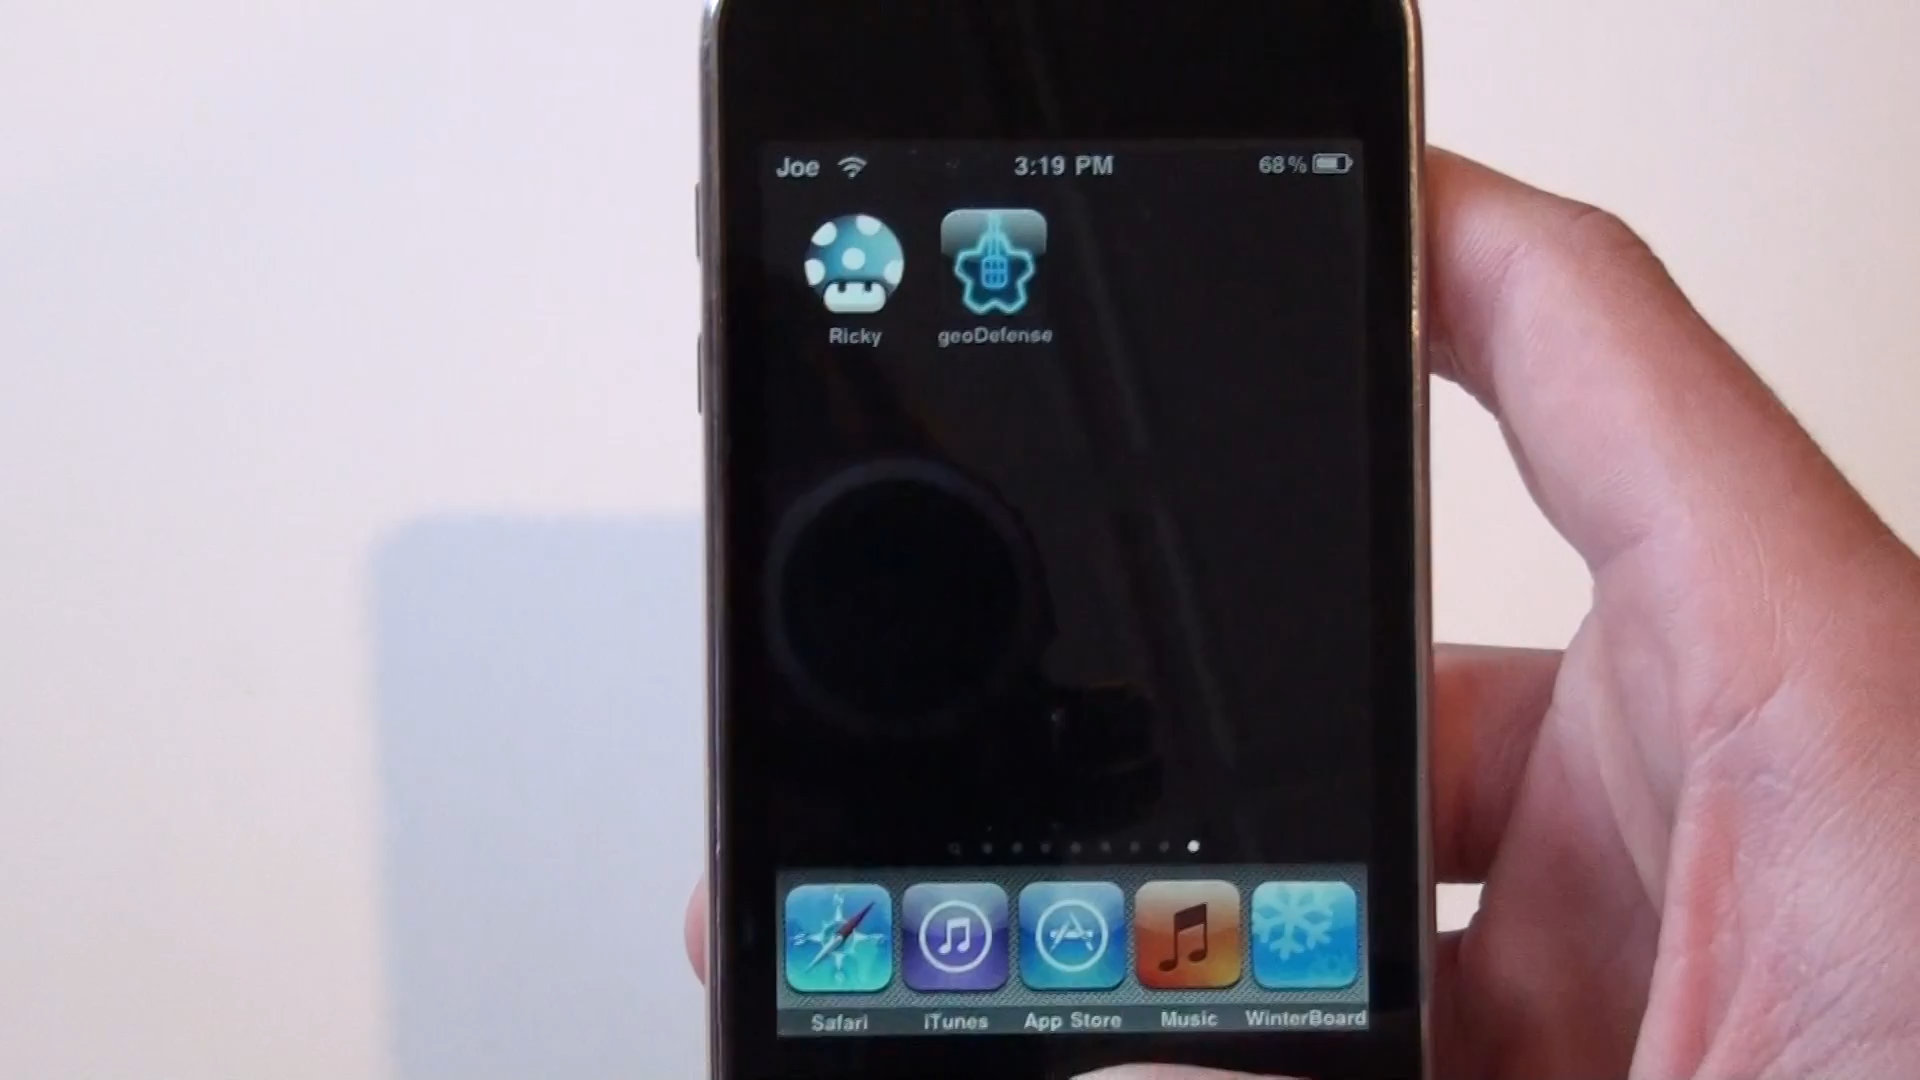 Joe 3:19 PM 68%
Ricky geoDefense
Safari iTunes App Store Music WinterBoard